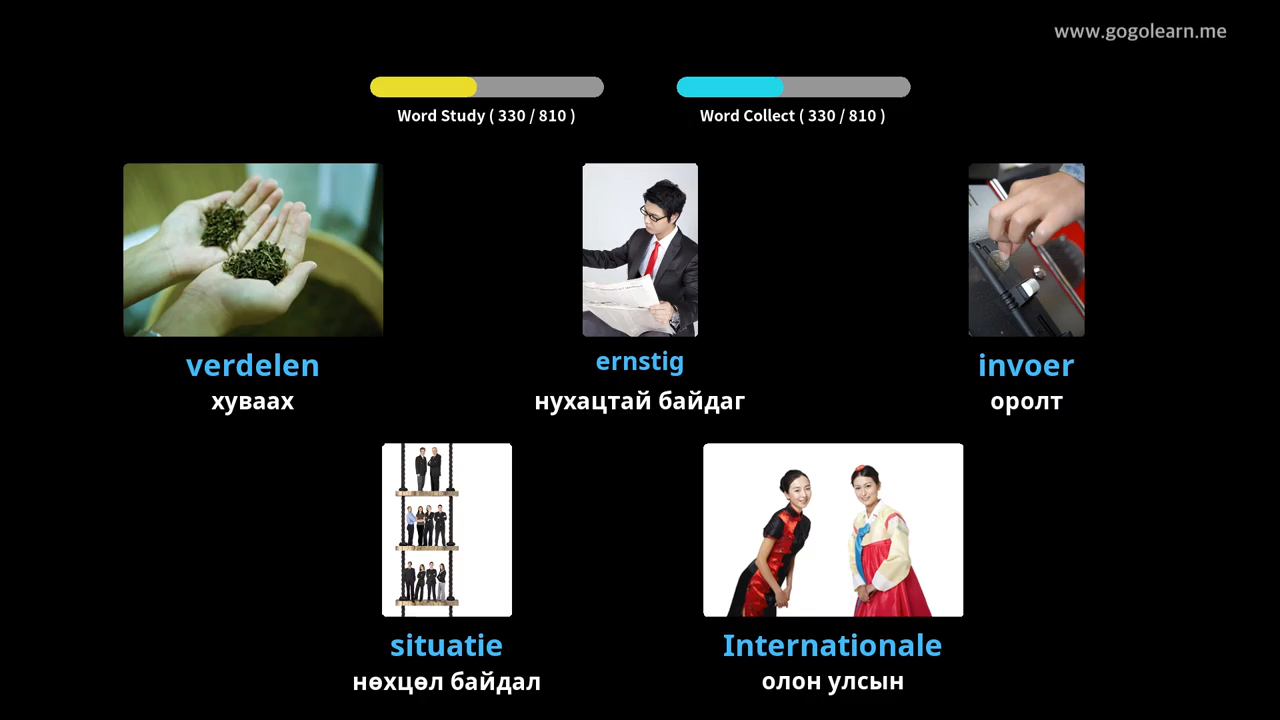 www.gogolearn.me
Word Study ( 330 / 810 )
Word Collect ( 330 / 810 )
verdelen
хуваах
ernstig
нухацтай байдаг
invoer
оролт
situatie
нөхцөл байдал
Internationale
олон улсын